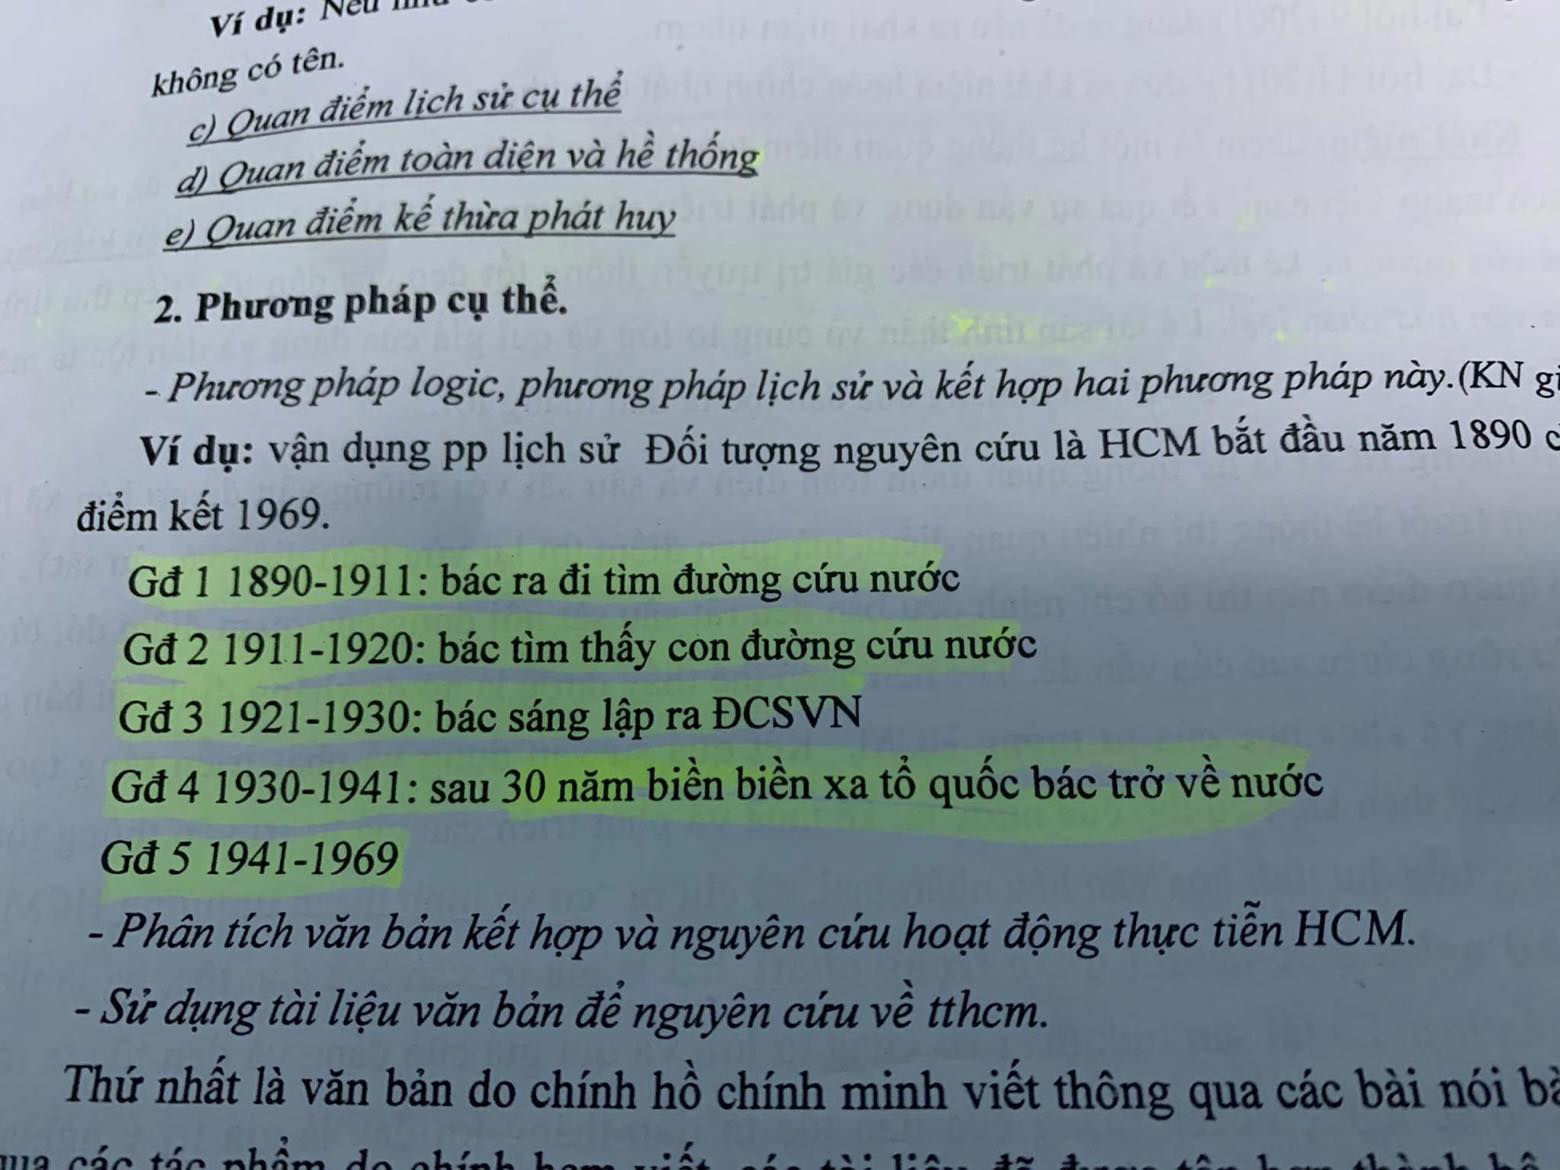 Ví dụ: Nếu
không có tên.
c) Quan điểm lịch sử cụ thể
d) Quan điểm toàn diện và hề thống
e) Quan điểm kể thừa phát huy
2. Phương pháp cụ thể.
- Phương pháp logic, phương pháp lịch sử và kết hợp hai phương pháp này.(KN
Ví dụ: vận dụng pp lịch sử Đối tượng nguyên cứu là HCM bắt đầu năm 1890
điểm kết 1969.
Gđ 1 1890-1911: bác ra đi tìm đường cứu nước
Gđ 2 1911-1920: bác tìm thấy con đường cứu nước
Gđ 3 1921-1930: bác sáng lập ra ĐCSVN
Gđ 4 1930-1941: sau 30 năm biền biền xa tổ quốc bác trở về nước
Gđ 5 1941-1969
- Phân tích văn bản kết hợp và nguyên cứu hoạt động thực tiễn HCM.
- Sử dụng tài liệu văn bản để nguyên cứu về tthcm.
Thứ nhất là văn bản do chính hồ chính minh viết thông qua các bài nói
các tác phẩm do chính